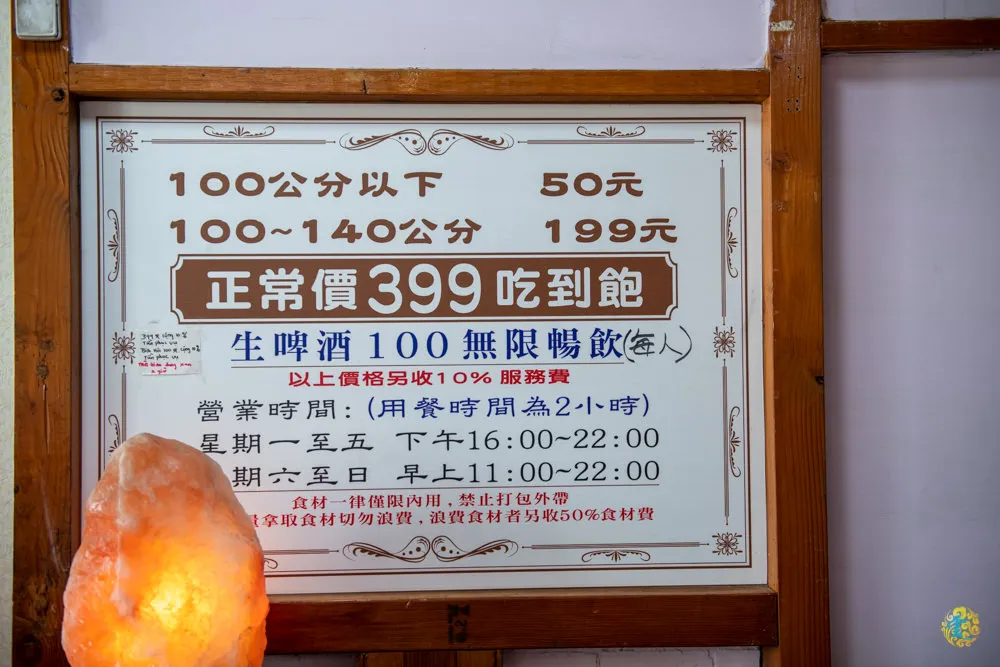 100公分以下 50元
100~140公分 199元
正常價399吃到飽
生啤酒100無限暢飲(每人)
以上價格另收10%服務費
營業時間:(用餐時間為2小時)
星期一至五 下午16:00~22:00
期六至日 早上11:00~22:00
食材一律僅限內用,禁止打包外帶
拿取食材切勿浪費,浪費食材者另收50%食材費